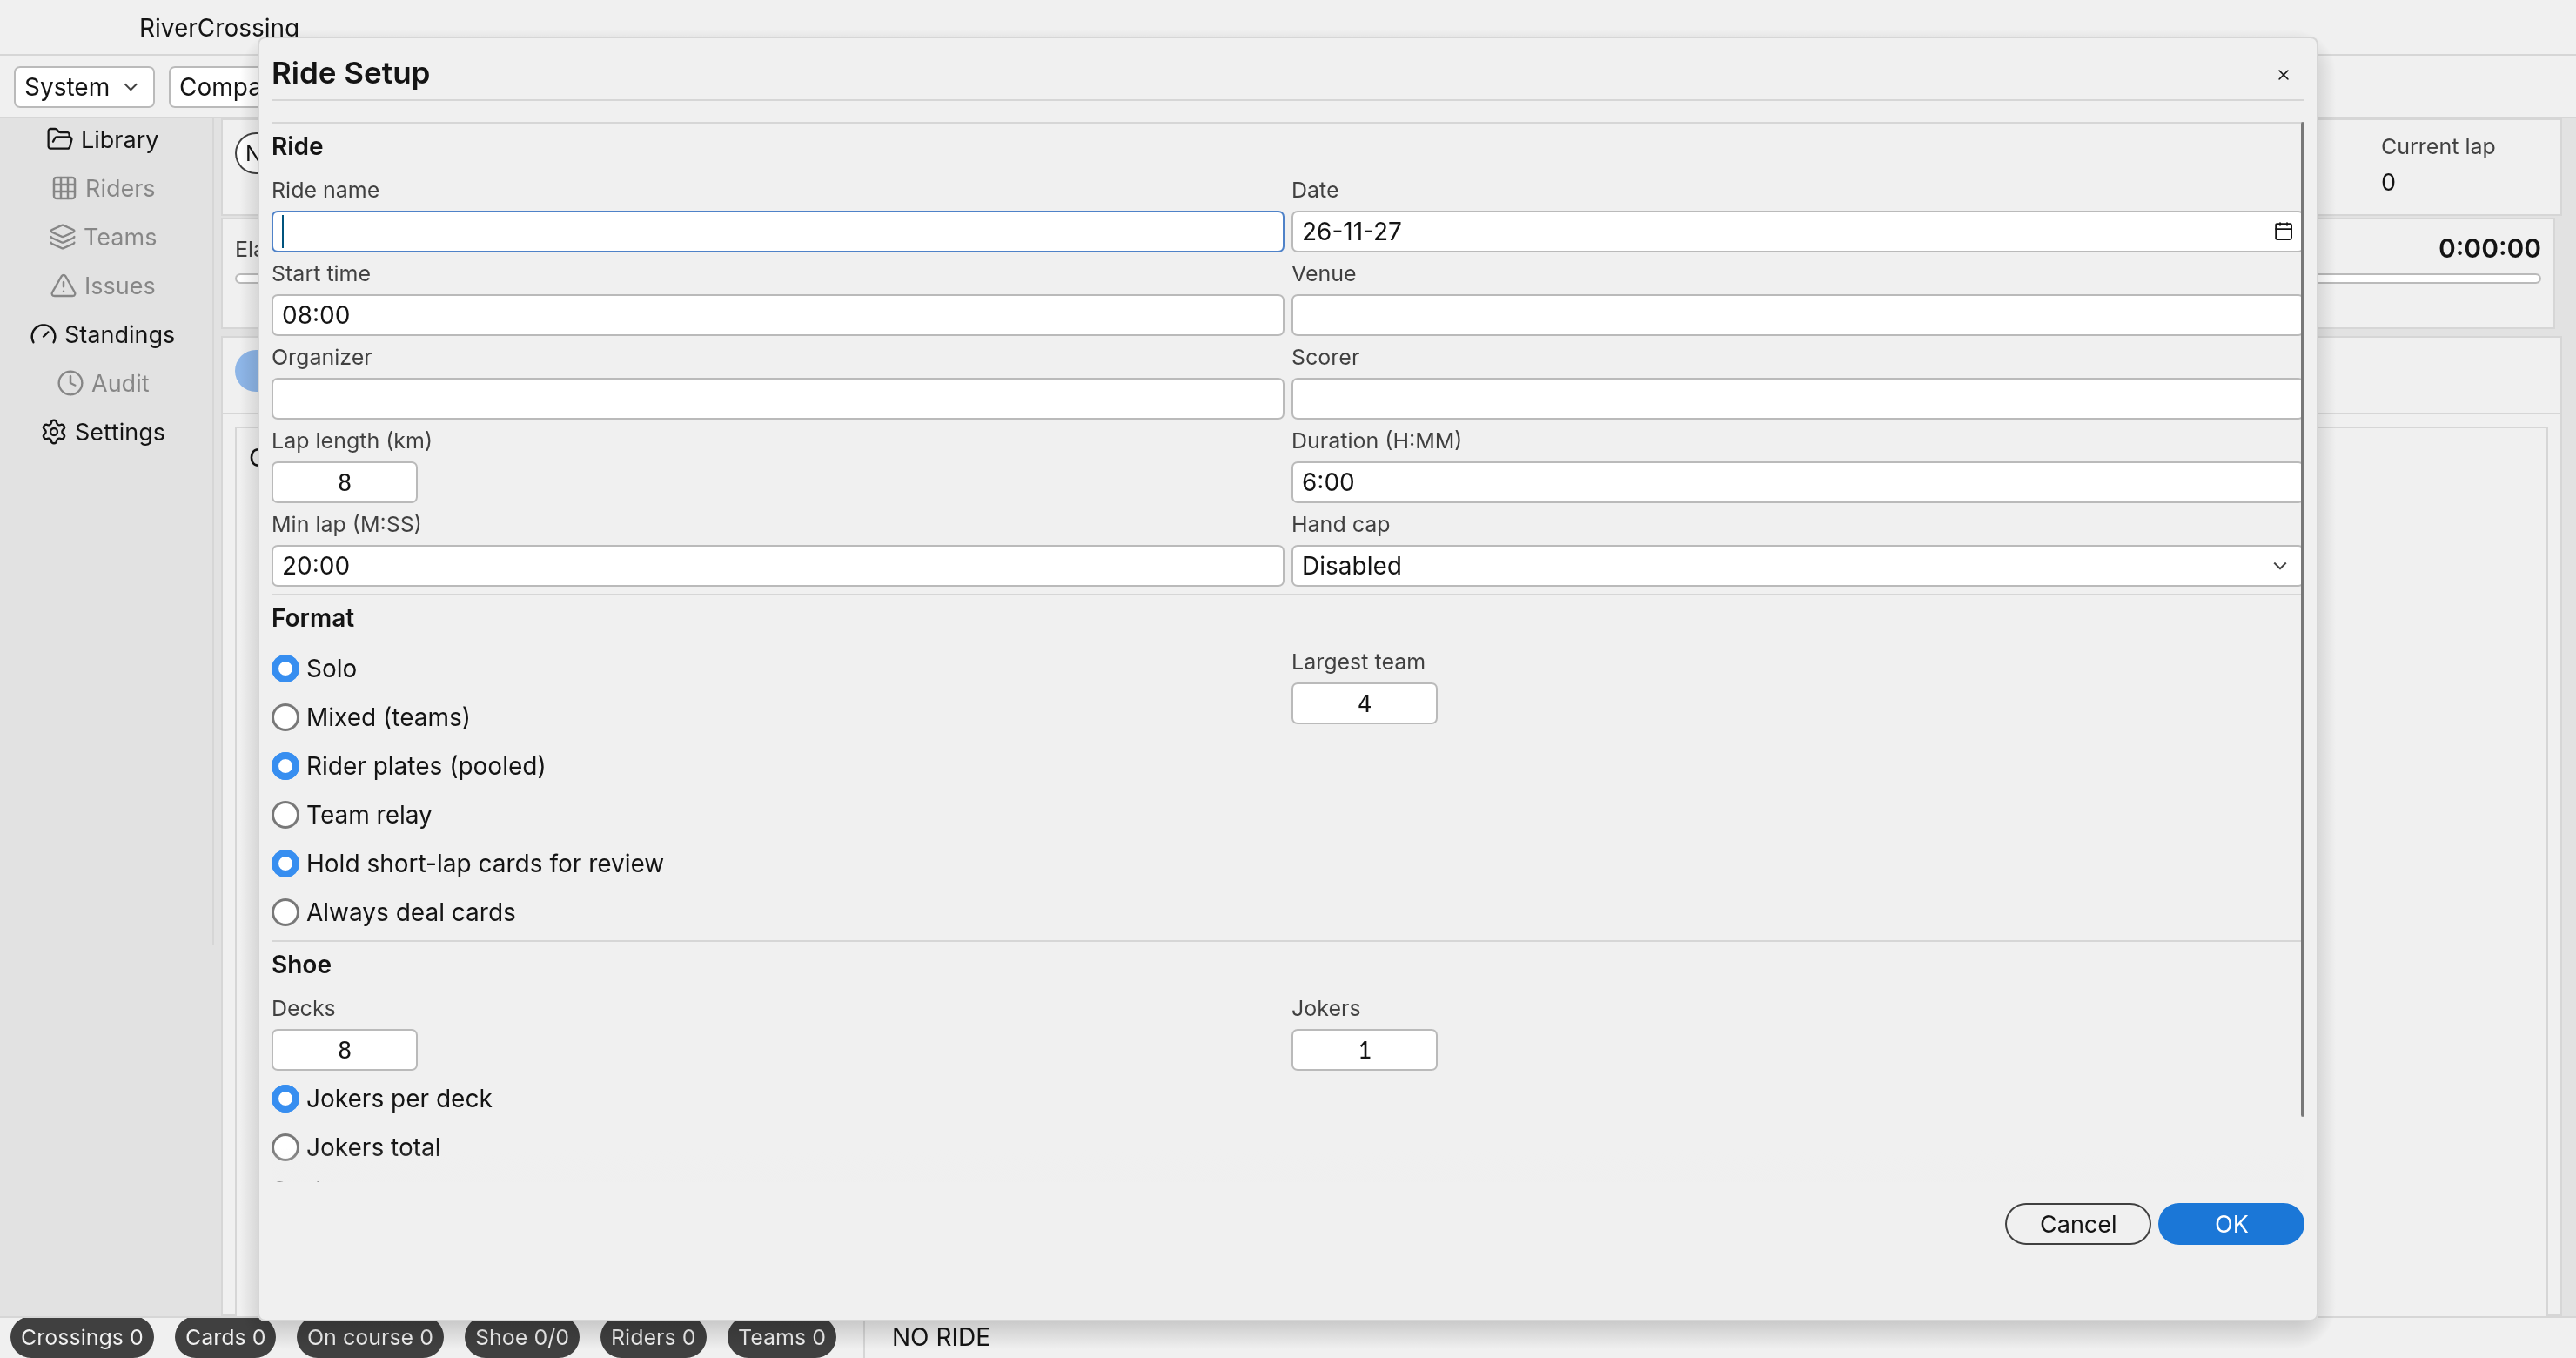 RiverCrossing
System
Compa
Ride Setup
Library
Riders
Teams
Issues
Standings
Audit
Settings
Ride
Ride name
Date
26-11-27
Start time
Venue
08:00
Organizer
Scorer
Lap length (km)
Duration (H:MM)
8
6:00
Min lap (M:SS)
Hand cap
20:00
Disabled
Format
Solo
Largest team
Mixed (teams)
4
Rider plates (pooled)
Team relay
Hold short-lap cards for review
Always deal cards
Shoe
Decks
Jokers
8
1
Jokers per deck
Jokers total
Cancel
OK
Current lap
0
0:00:00
Crossings 0
Cards 0
On course 0
Shoe 0/0
Riders 0
Teams 0
NO RIDE